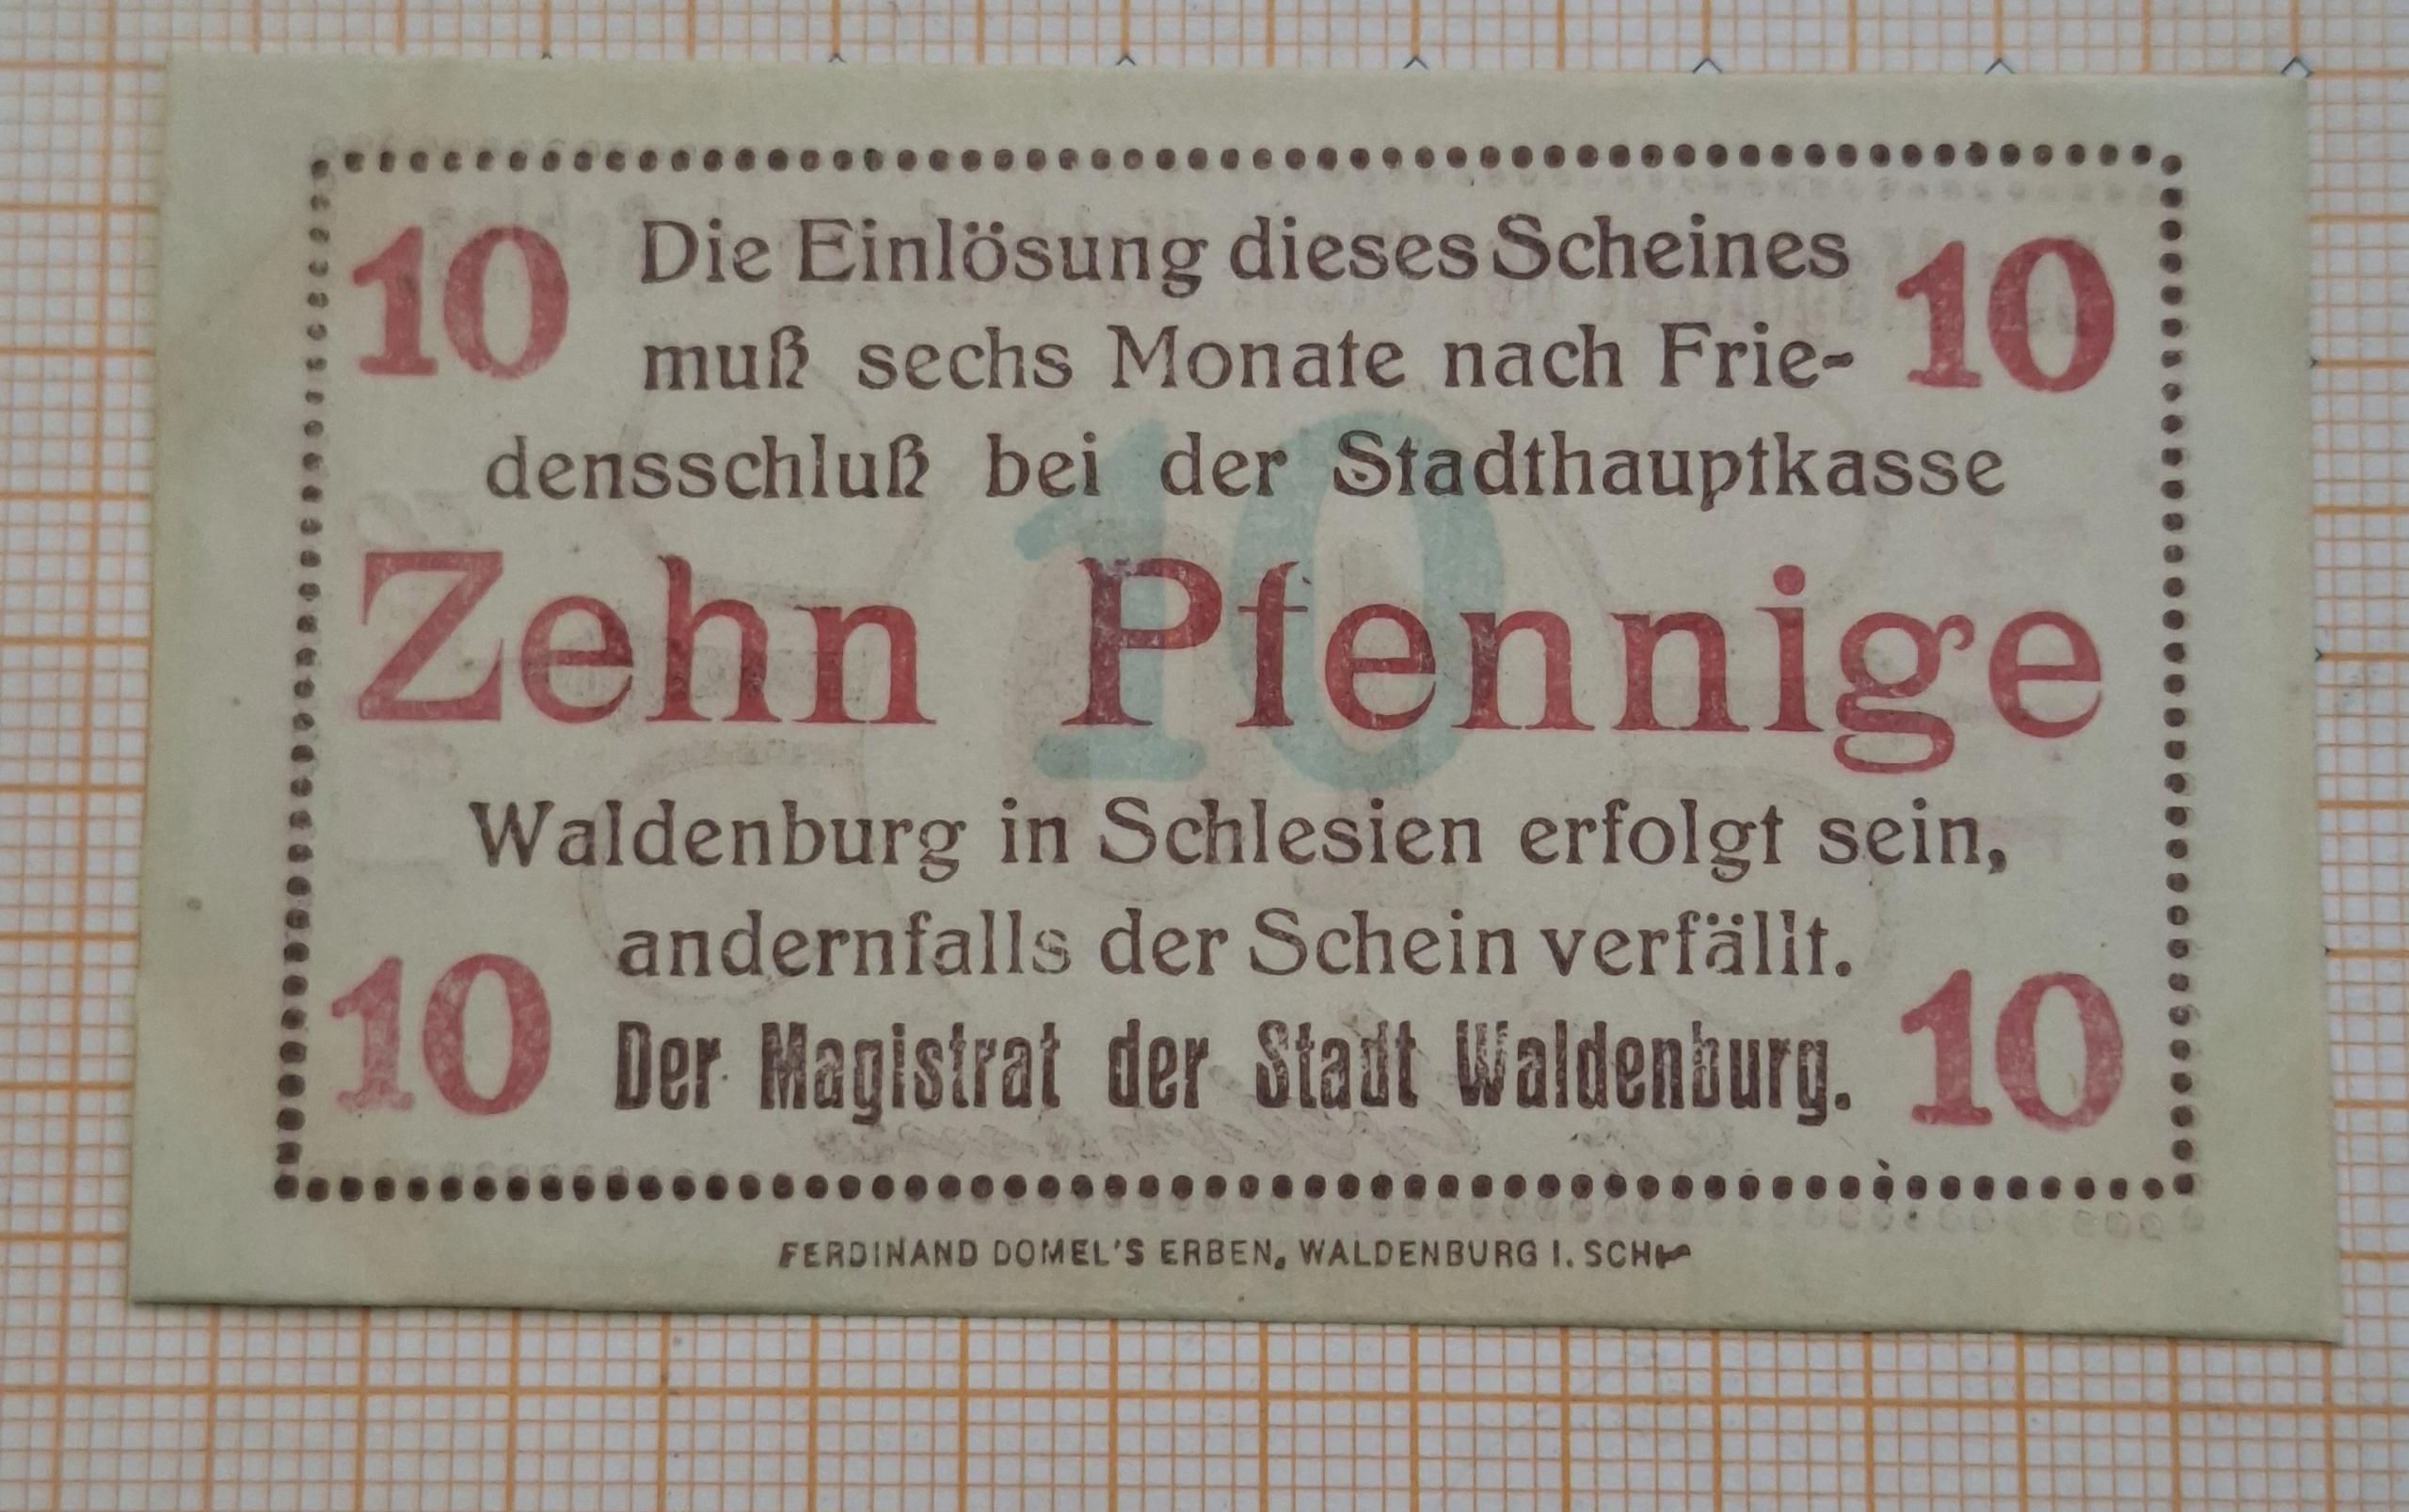 10 Die Einlösung dieses Scheines 10
muß sechs Monate nach Frie-
densschluß bei der Stadthauptkasse
10
Zehn Pfennige
Waldenburg in Schlesien erfolgt sein,
andernfalls der Schein verfällt.
10 Der Magistrat der Stadt Waldenburg. 10
FERDINAND DOMEL'S ERBEN, WALDENBURG I. SCHL